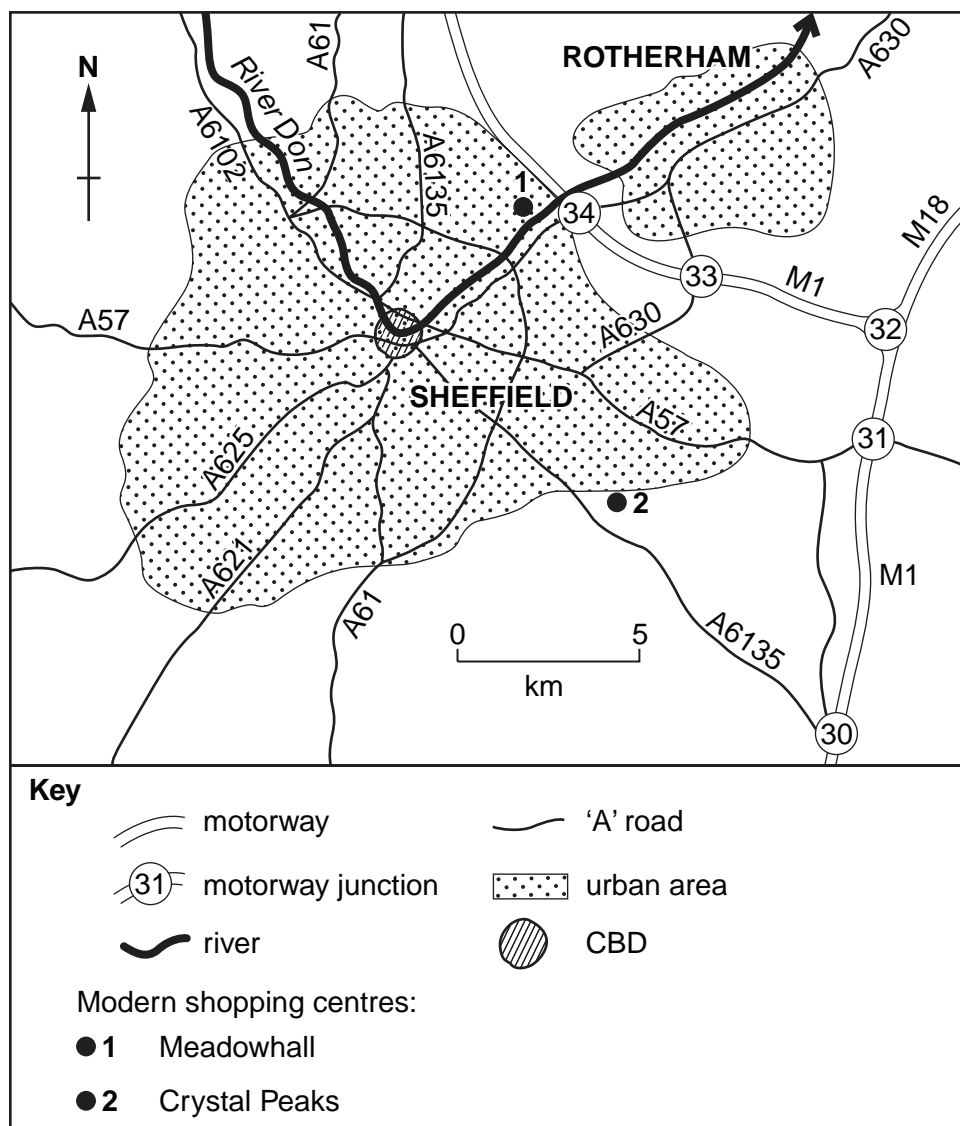 A61
A630
ROTHERHAM
N
River Don
A6102
A6135
1
34
M18
33
M1
32
A57
A630
SHEFFIELD
A57
31
A625
2
A621
M1
A61
0 5
km
A6135
30
Key
motorway
'A' road
31
motorway junction
urban area
river
CBD
Modern shopping centres:
1 Meadowhall
2 Crystal Peaks